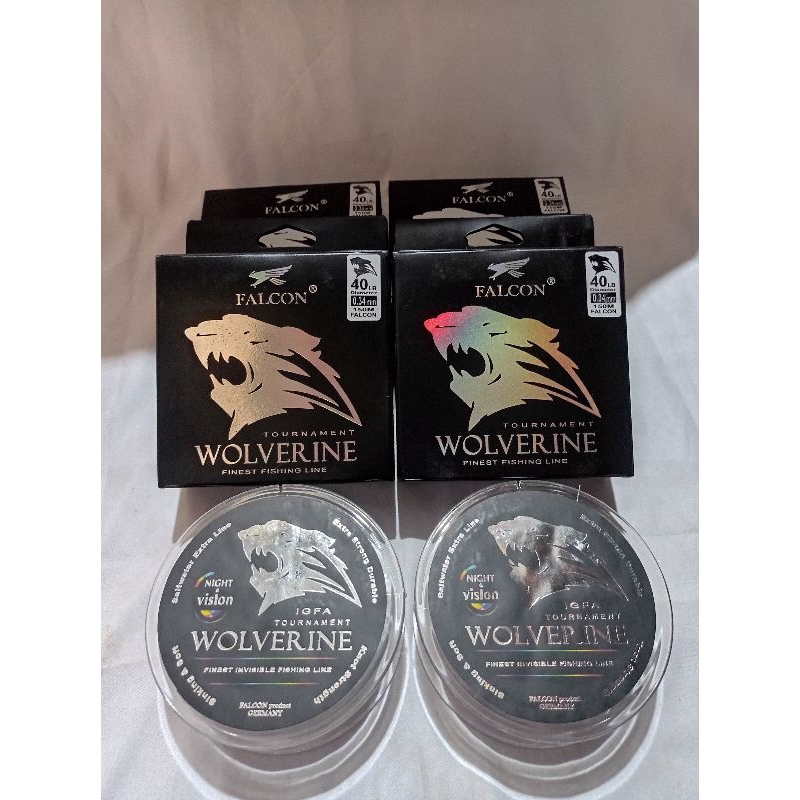 FALCON®
40LB
FALCON®
40LB
FALCON®
40LB
Diameter
0.34mm
150M
FALCON
TOURNAMENT
WOLVERINE
FINEST FISHING LINE
FALCON®
40LB
Diameter
0.34mm
150M
FALCON
TOURNAMENT
WOLVERINE
FINEST FISHING LINE
Saltwater Extra Line
Extra Strong Durable
NIGHT
vision
IGFA
TOURNAMENT
WOLVERINE
FINEST INVISIBLE FISHING LINE
Sinking & Soft
Knot Strength
FALCON product
GERMANY
Saltwater Extra Line
Extra Strong Durable
NIGHT
vision
IGFA
TOURNAMENT
WOLVERINE
FINEST INVISIBLE FISHING LINE
Sinking & Soft
FALCON product
GERMANY